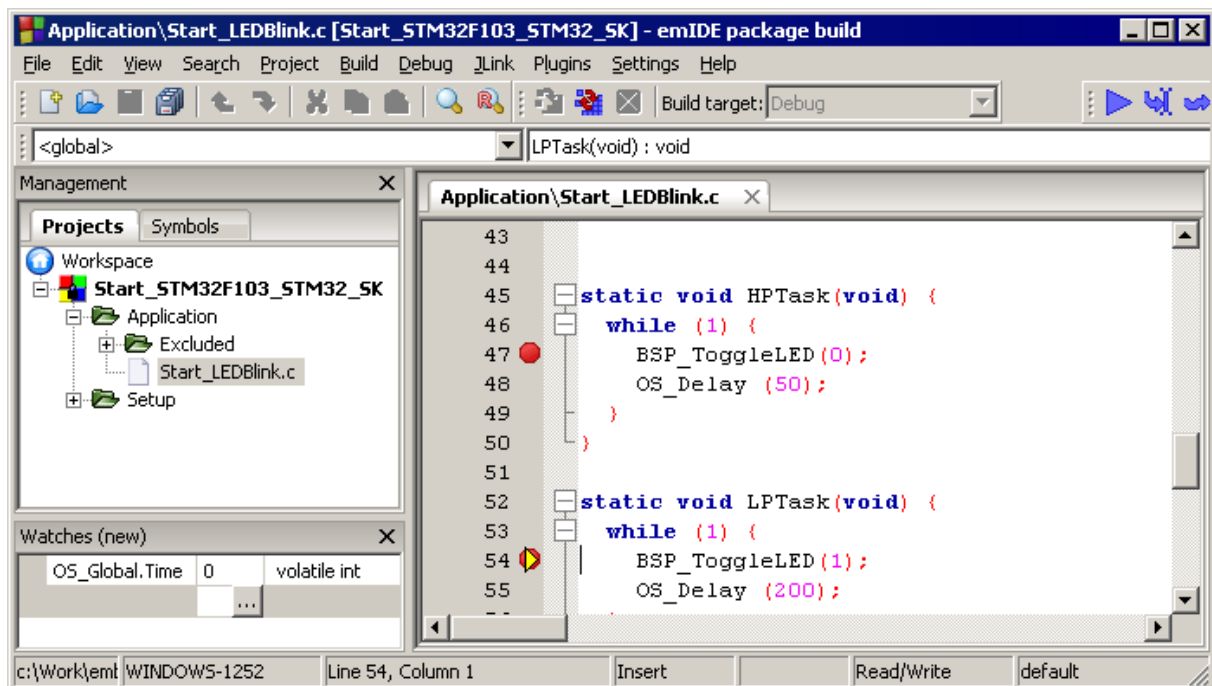 Application\Start_LEDBlink.c [Start_STM32F103_STM32_SK] - emIDE package build
File Edit View Search Project Build Debug JLink Plugins Settings Help
Build target: Debug
<global>
LPTask(void) : void
Management
Projects Symbols
Workspace
Start_STM32F103_STM32_SK
Application
Excluded
Start_LEDBlink.c
Setup
Watches (new)
OS_Global.Time 0 volatile int
...
Application\Start_LEDBlink.c
43
44
45 static void HPTask(void) {
46 while (1) {
47 BSP_ToggleLED(0);
48 OS_Delay (50);
49 }
50 }
51
52 static void LPTask(void) {
53 while (1) {
54 BSP_ToggleLED(1);
55 OS_Delay (200);
c:\Work\emb WINDOWS-1252 Line 54, Column 1 Insert Read/Write default